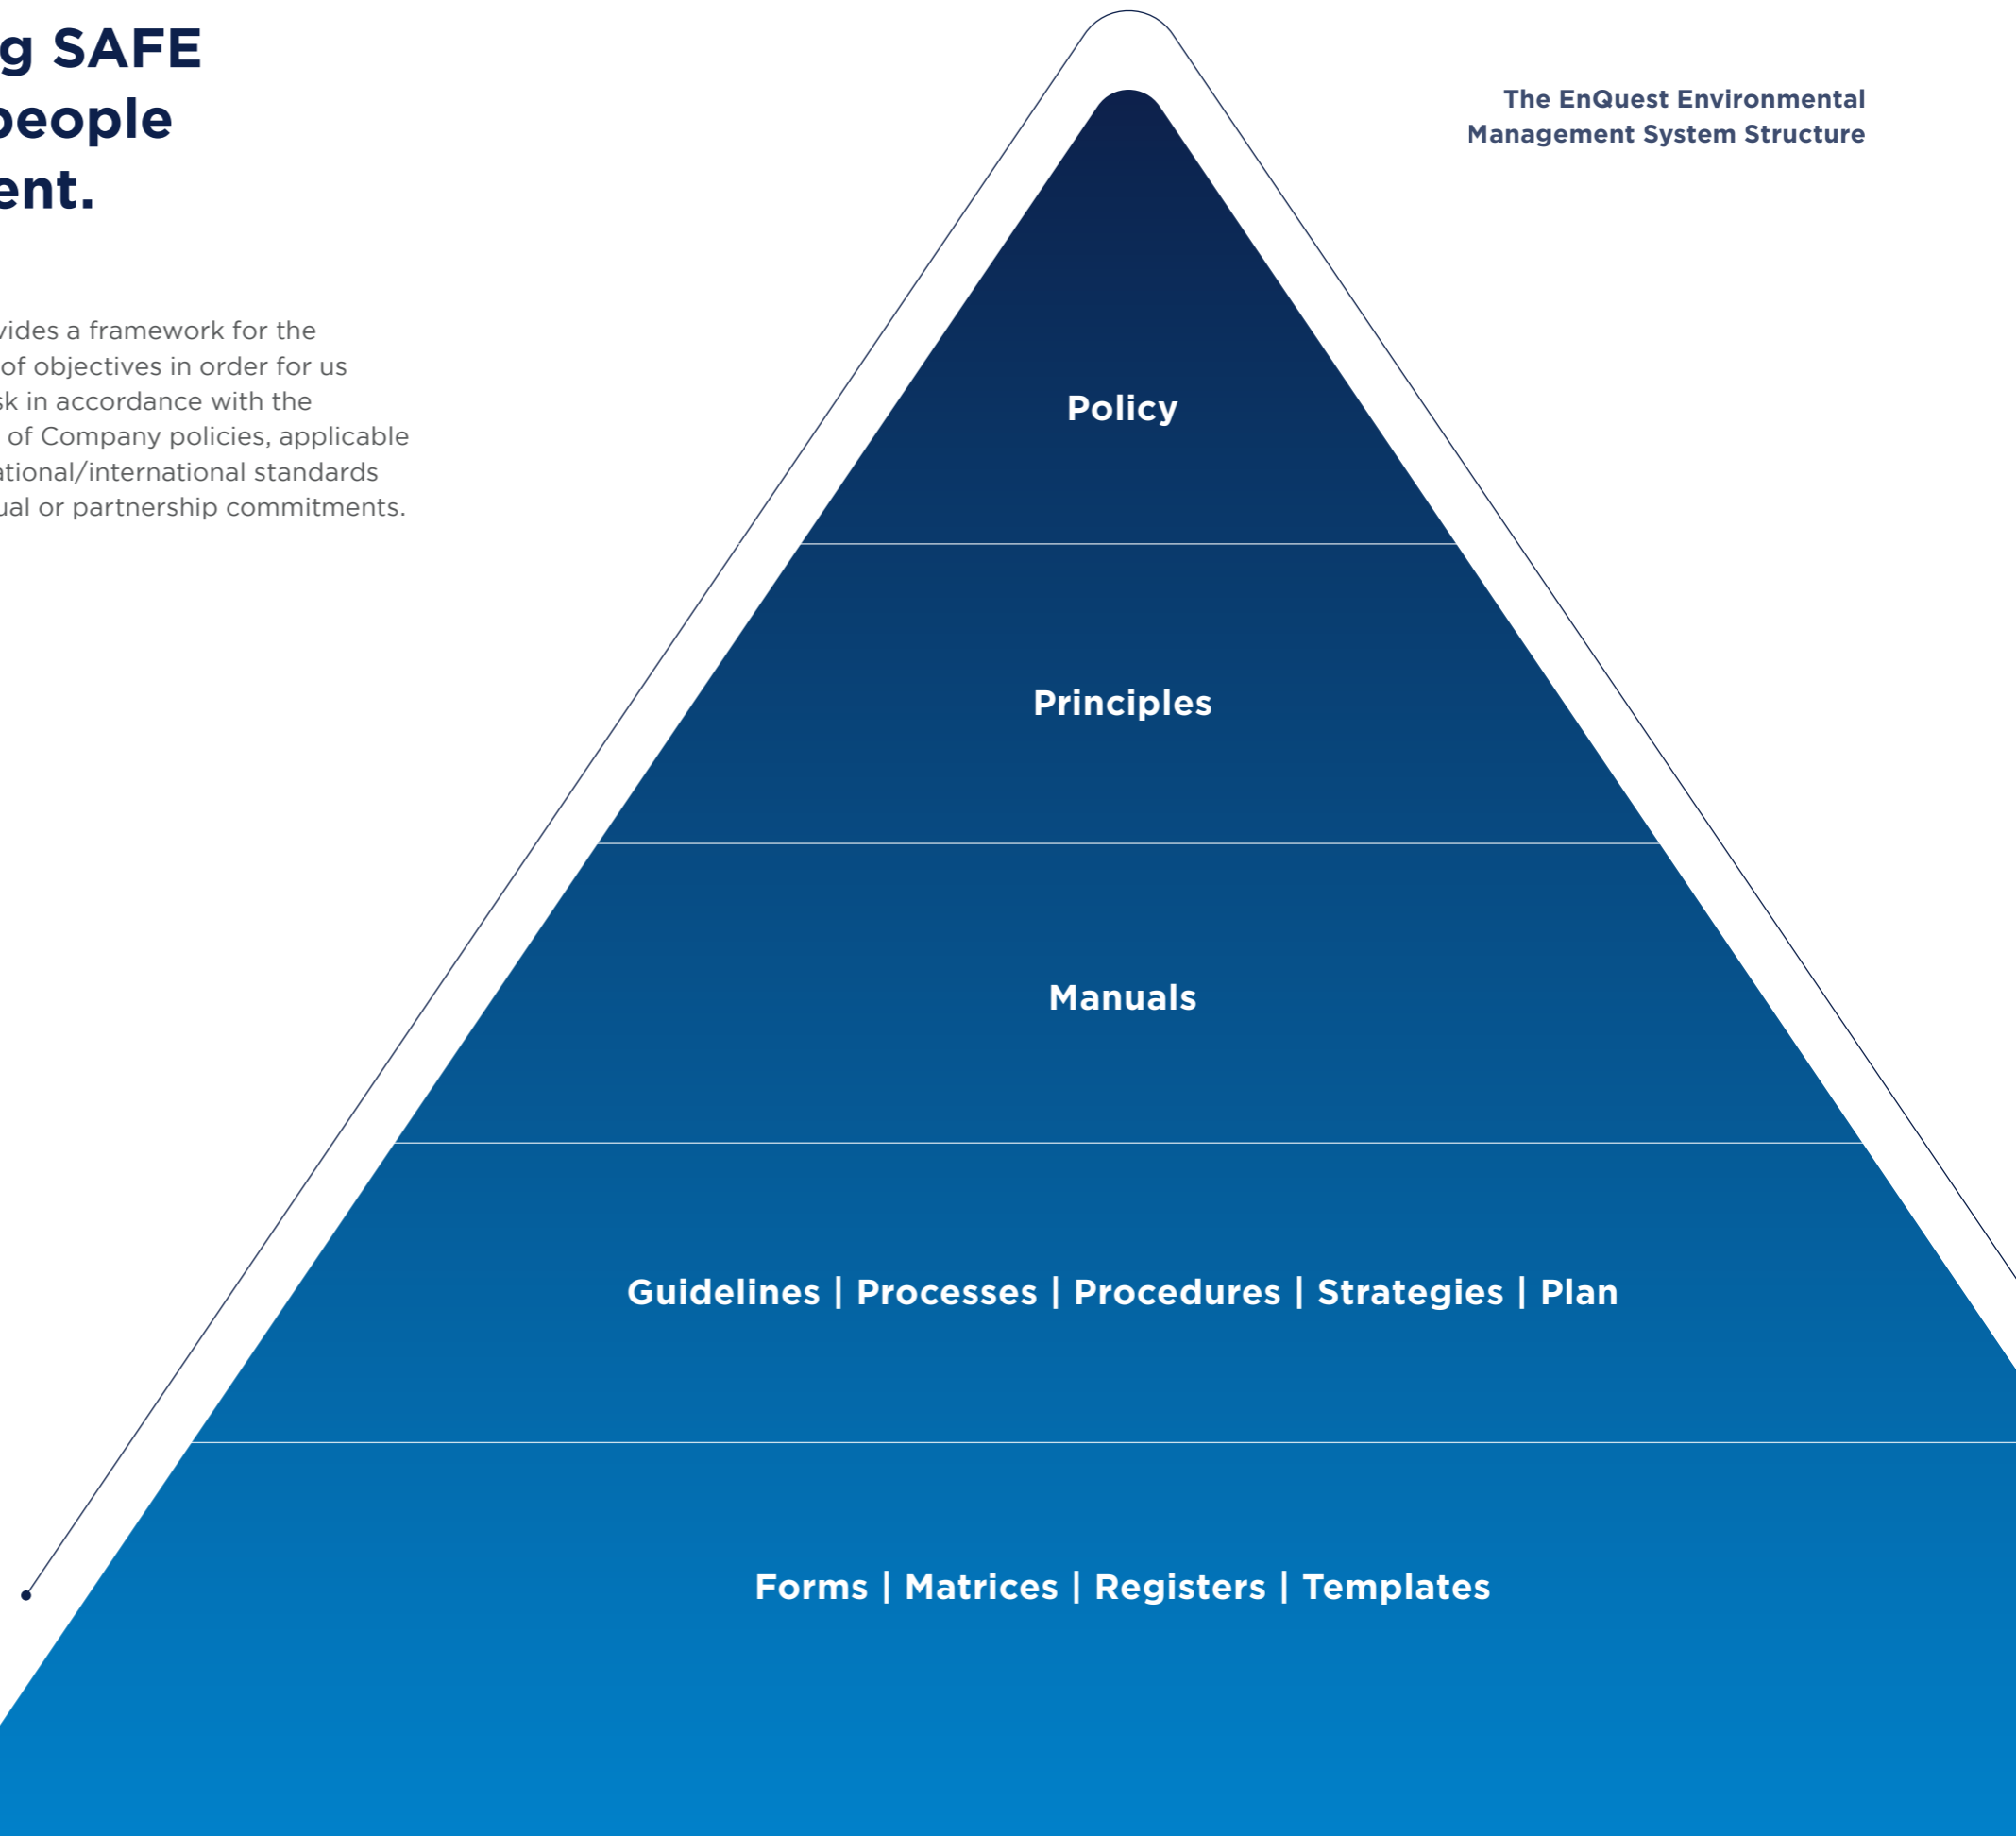 g SAFE
people
ent.
vides a framework for the
of objectives in order for us
sk in accordance with the
of Company policies, applicable
ational/international standards
ual or partnership commitments.
The EnQuest Environmental
Management System Structure
Policy
Principles
Manuals
Guidelines | Processes | Procedures | Strategies | Plan
Forms | Matrices | Registers | Templates